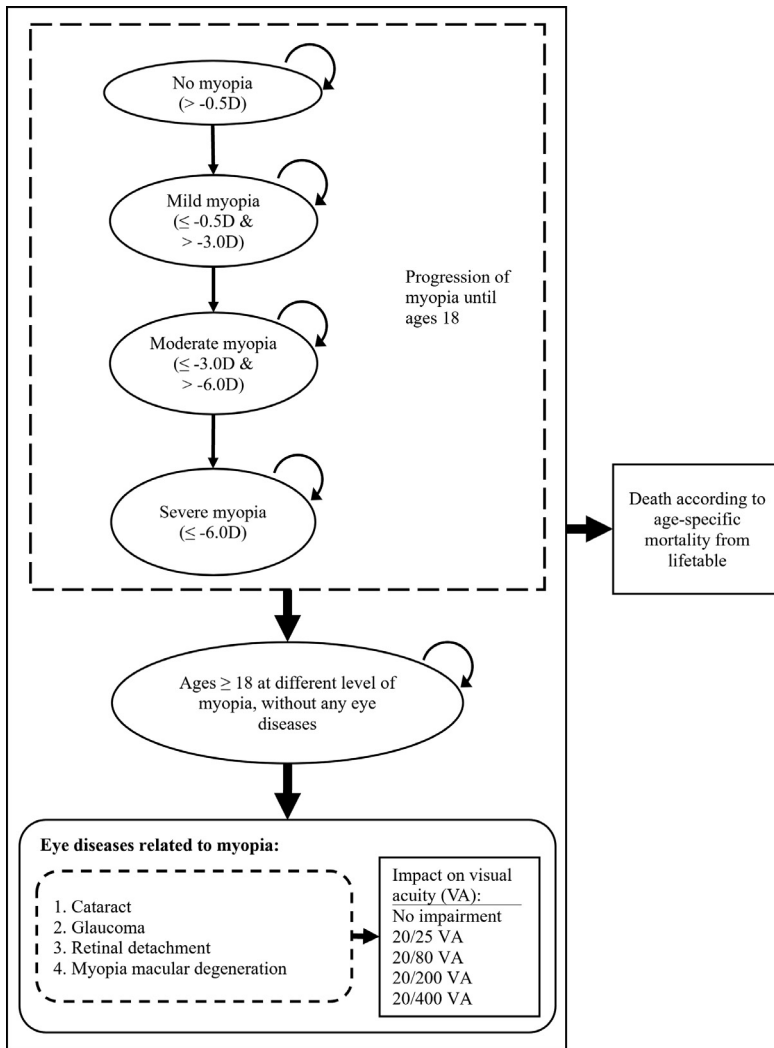 No myopia
(> -0.5D)
Mild myopia
(≤ -0.5D &
> -3.0D)
Progression of
myopia until
ages 18
Moderate myopia
(≤ -3.0D &
> -6.0D)
Severe myopia
(≤ -6.0D)
Death according to
age-specific
mortality from
lifetable
Ages ≥ 18 at different level of
myopia, without any eye
diseases
Eye diseases related to myopia:
1. Cataract
2. Glaucoma
3. Retinal detachment
4. Myopia macular degeneration
Impact on visual
acuity (VA):
No impairment
20/25 VA
20/80 VA
20/200 VA
20/400 VA